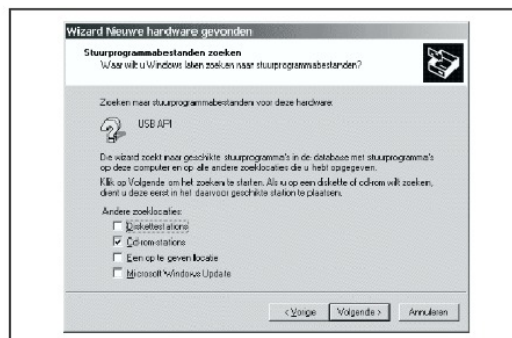 Wizard Nieuwe hardware gevonden
Stuurprogrammabestanden zoeken
Waar wilt u Windows laten zoeken naar stuurprogrammabestanden?
Zoeken naar stuurprogrammabestanden voor deze hardware:
USB API
De wizard zoekt naar geschikte stuurprogramma's in de database met stuurprogramma's
op deze computer en op alle andere zoeklocaties die u hebt opgegeven.
Klik op Volgende om het zoeken te starten. Als u op een diskette of cd-rom wilt zoeken,
dient u deze eerst in het daarvoor geschikte station te plaatsen.
Andere zoeklocaties:
Diskettestations
Cd-rom-stations
Een op te geven locatie
Microsoft Windows Update
< Vorige
Volgende >
Annuleren